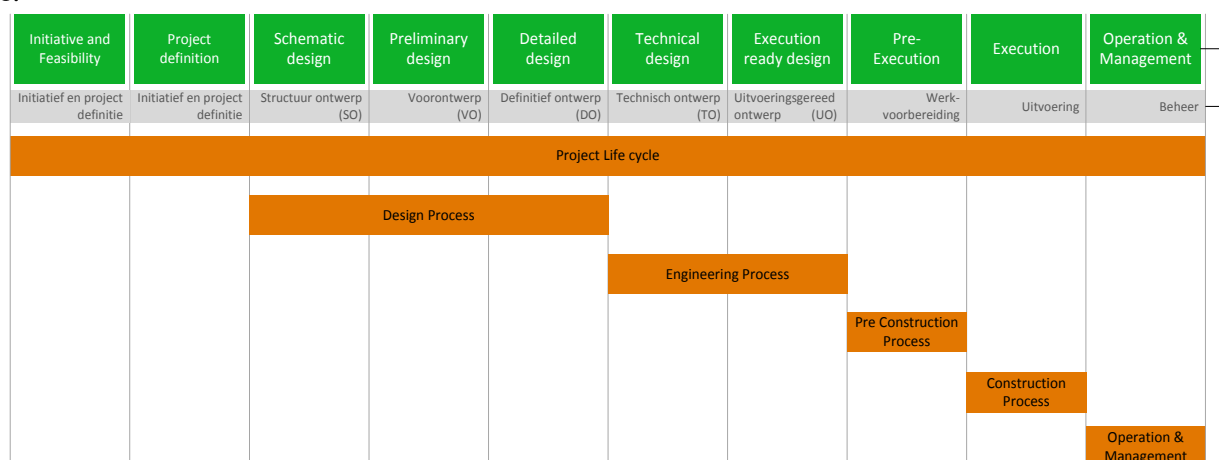 Initiative and
Feasibility
Project
definition
Schematic
design
Preliminary
design
Detailed
design
Technical
design
Execution
ready design
Pre-
Execution
Execution
Operation &
Management
Initiatief en project
definitie
Initiatief en project
definitie
Structuur ontwerp
(SO)
Voorontwerp
(VO)
Definitief ontwerp
(DO)
Technisch ontwerp
(TO)
Uitvoeringsgereed
ontwerp (UO)
Werk-
voorbereiding
Uitvoering
Beheer
Project Life cycle
Design Process
Engineering Process
Pre Construction
Process
Construction
Process
Operation &
Management